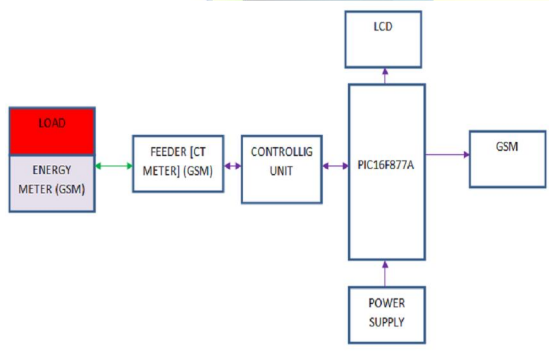 LCD
LOAD
ENERGY
METER (GSM)
FEEDER [CT
METER] (GSM)
CONTROLLIG
UNIT
PIC16F877A
GSM
POWER
SUPPLY